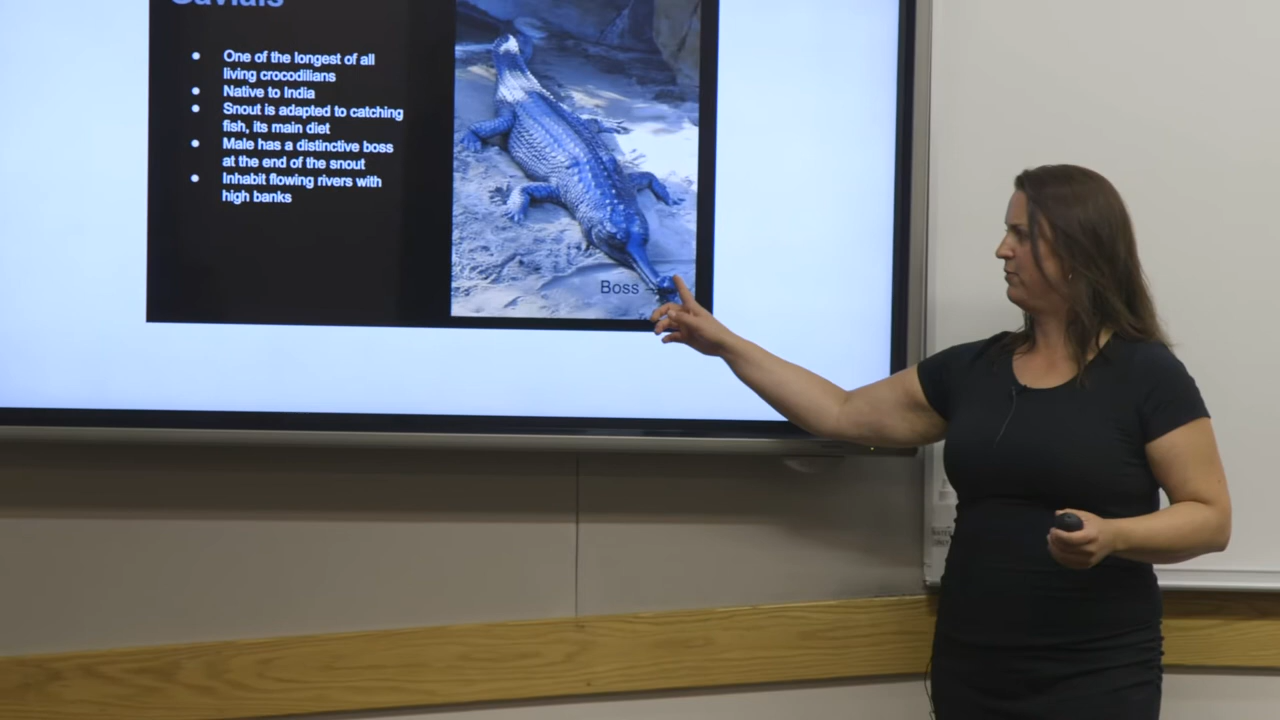 Gavials
● One of the longest of all
living crocodilians
● Native to India
● Snout is adapted to catching
fish, its main diet
● Male has a distinctive boss
at the end of the snout
● Inhabit flowing rivers with
high banks
Boss